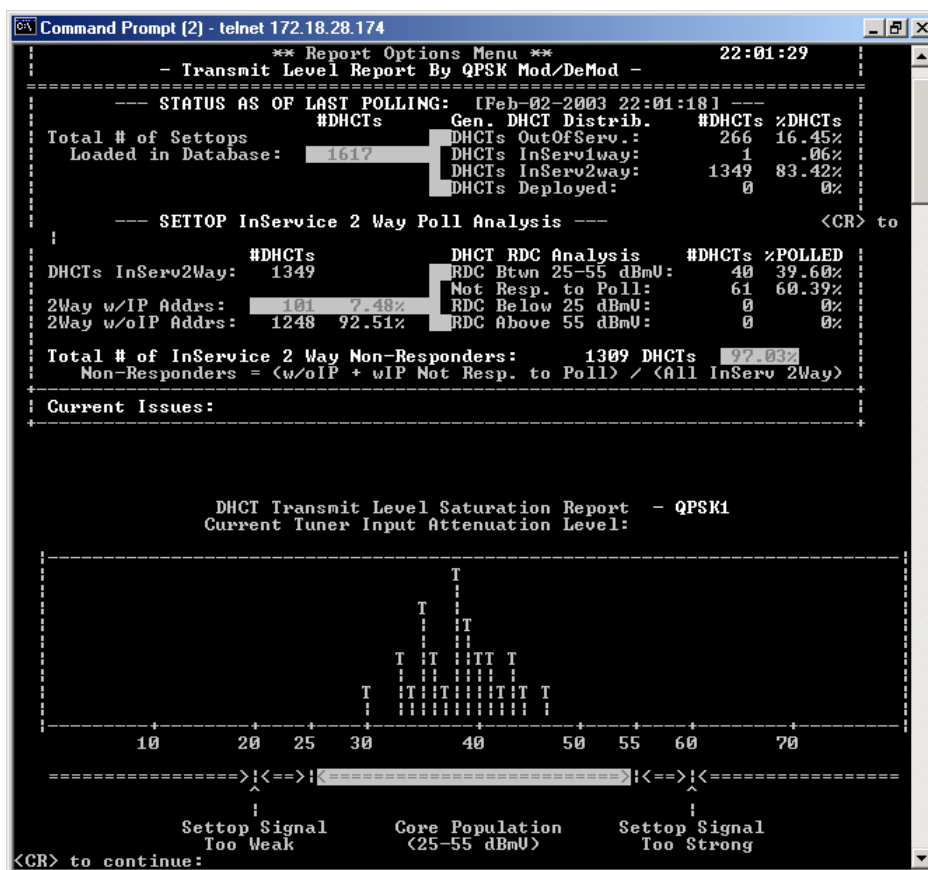 Command Prompt (2) - telnet 172.18.28.174
** Report Options Menu ** 22:01:29
- Transmit Level Report By QPSK Mod/DeMod -
--- STATUS AS OF LAST POLLING: [Feb-02-2003 22:01:18] ---
#DHCTs Gen. DHCT Distrib. #DHCTs %DHCTs
Total # of Settops DHCTs OutOfServ.: 266 16.45%
Loaded in Database: 1617 DHCTs InServ1way: 1 .06%
DHCTs InServ2way: 1349 83.42%
DHCTs Deployed: 0 0%
--- SETTOP InService 2 Way Poll Analysis --- <CR> to
#DHCTs DHCT RDC Analysis #DHCTs %POLLED
DHCTs InServ2Way: 1349 RDC Btwn 25-55 dBmV: 40 39.60%
Not Resp. to Poll: 61 60.39%
2Way w/IP Addrs: 101 7.48% RDC Below 25 dBmV: 0 0%
2Way w/oIP Addrs: 1248 92.51% RDC Above 55 dBmV: 0 0%
Total # of InService 2 Way Non-Responders: 1309 DHCTs 97.03%
Non-Responders = (w/oIP + wIP Not Resp. to Poll) / (All InServ 2Way)
Current Issues:
DHCT Transmit Level Saturation Report - QPSK1
Current Tuner Input Attenuation Level:
T
T
T
T T T T T
T T T T T T
10 20 25 30 40 50 55 60 70
Settop Signal Core Population Settop Signal
Too Weak (25-55 dBmV) Too Strong
<CR> to continue: